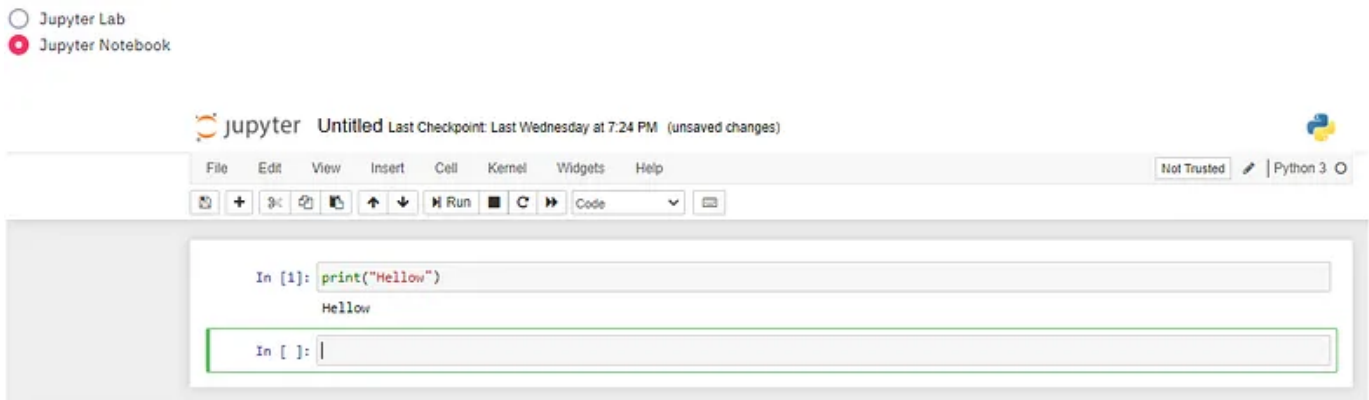 Jupyter Lab
Jupyter Notebook
jupyter Untitled Last Checkpoint: Last Wednesday at 7:24 PM (unsaved changes)
File Edit View Insert Cell Kernel Widgets Help Not Trusted Python 3
Run Code
In [1]: print("Hellow")
Hellow
In [ ]: